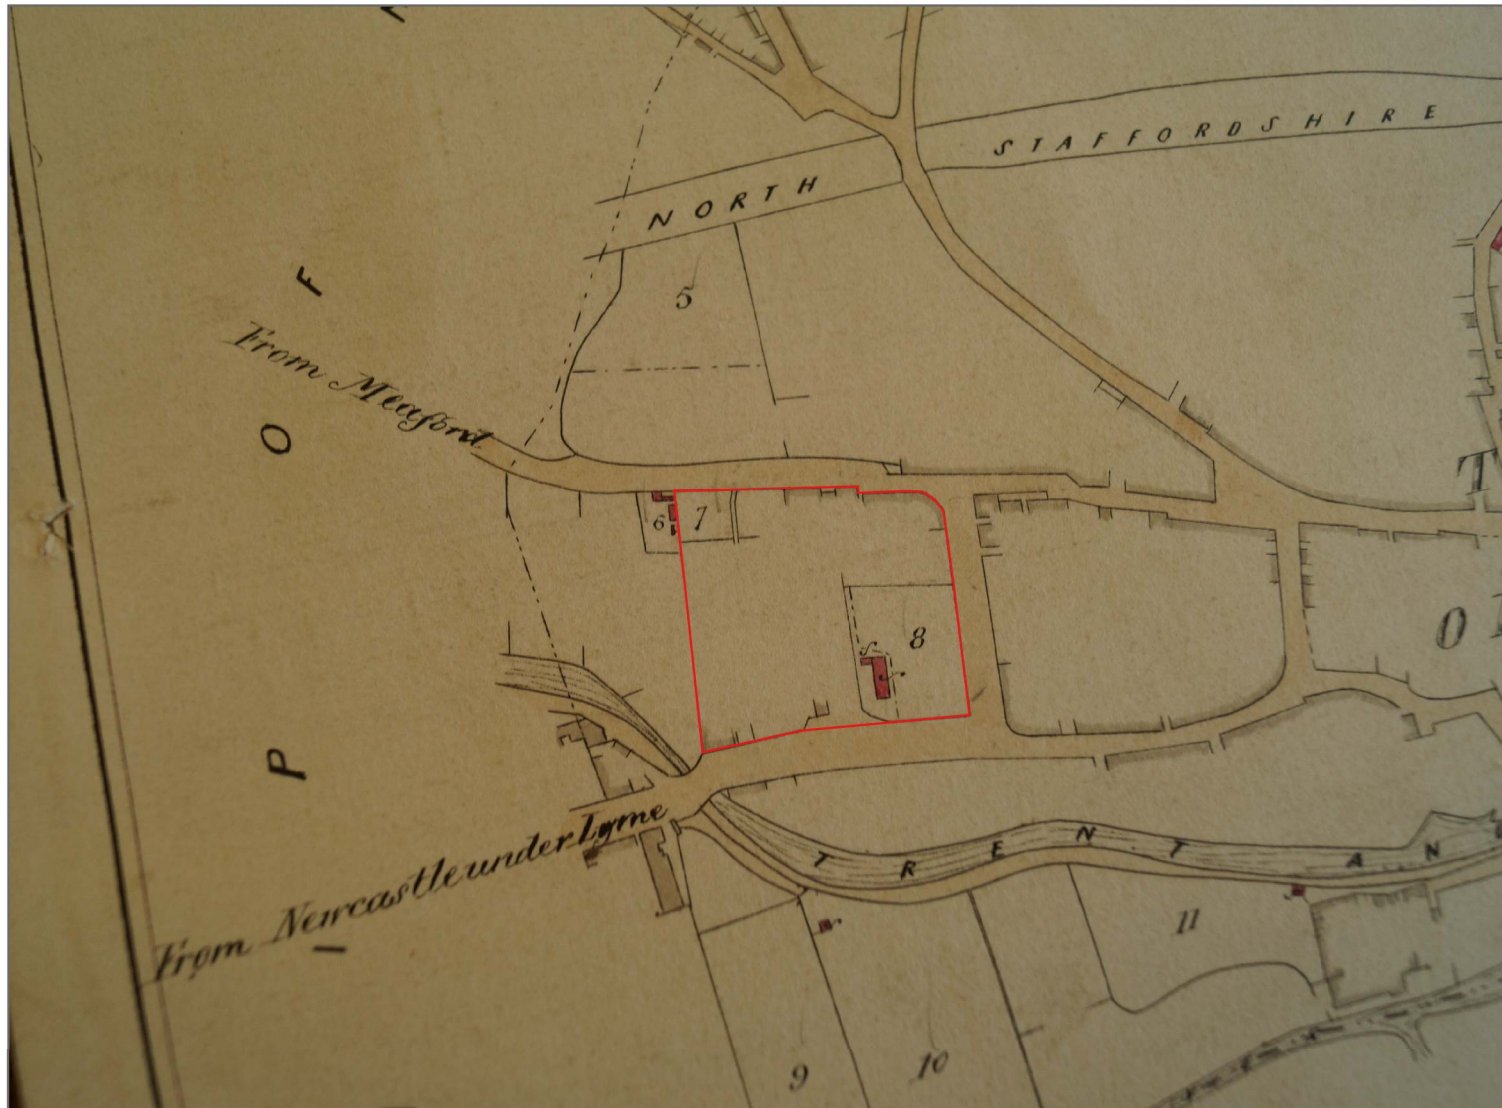 STAFFORDSHIRE
NORTH
5
F
From Meaford
O
T
6
7
8
O
P
From Newcastle under Lyme
TRENT AN
I
11
9
10